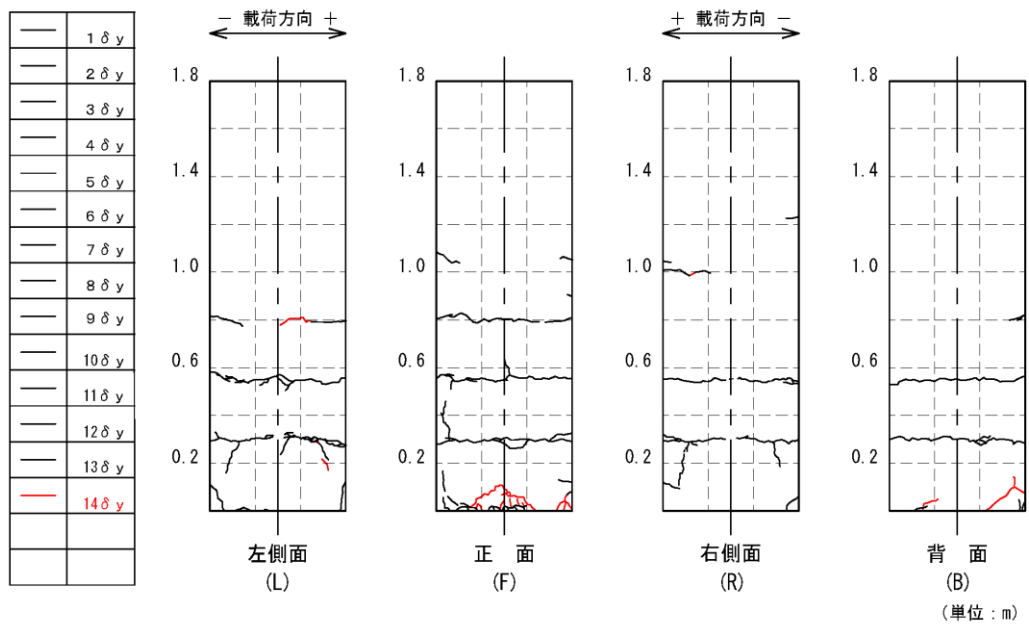 1δy
2δy
3δy
4δy
5δy
6δy
7δy
8δy
9δy
10δy
11δy
12δy
13δy
14δy
－ 載荷方向 ＋
1.8
1.4
1.0
0.6
0.2
左側面
(L)
1.8
1.4
1.0
0.6
0.2
正 面
(F)
＋ 載荷方向 －
1.8
1.4
1.0
0.6
0.2
右側面
(R)
1.8
1.4
1.0
0.6
0.2
背 面
(B)
(単位：m)